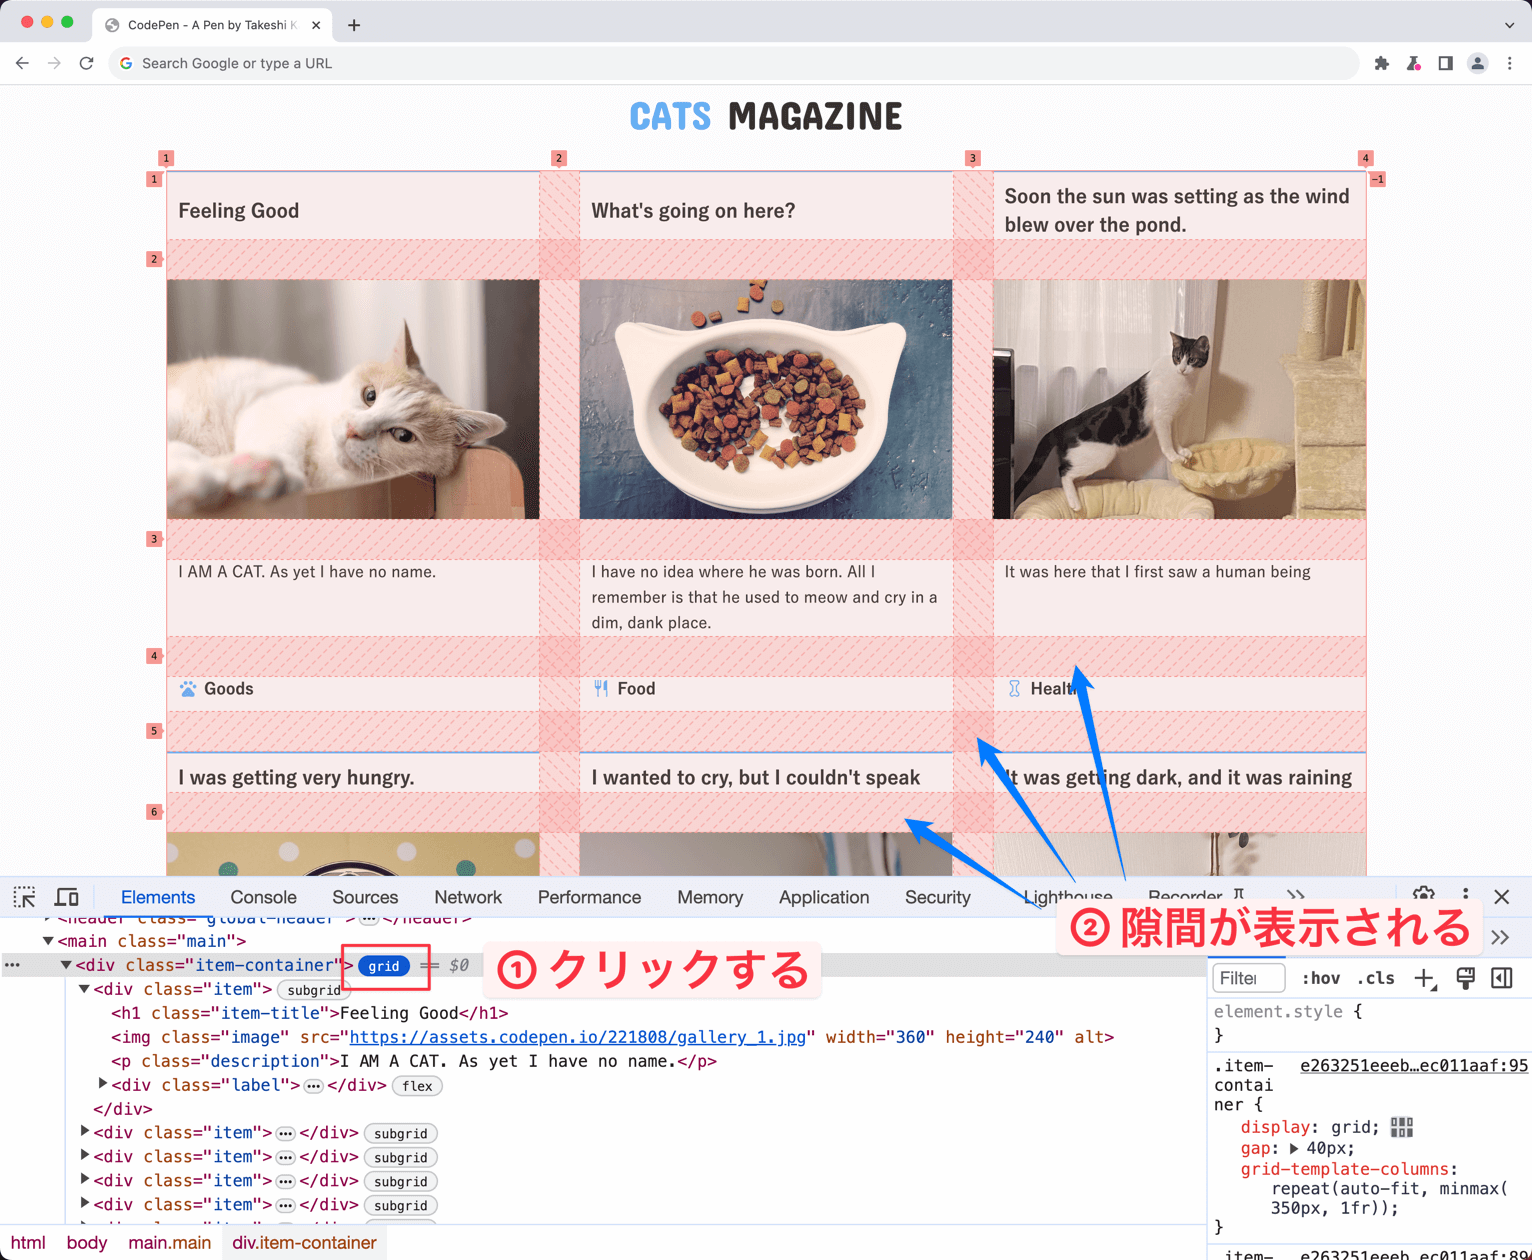 CodePen - A Pen by Takeshi K
Search Google or type a URL
CATS MAGAZINE
1 2 3 4
1 -1
Feeling Good
What's going on here?
Soon the sun was setting as the wind
blew over the pond.
2
3
I AM A CAT. As yet I have no name.
I have no idea where he was born. All I
remember is that he used to meow and cry in a
dim, dank place.
It was here that I first saw a human being
4
Goods
Food
Health
5
I was getting very hungry.
I wanted to cry, but I couldn't speak
It was getting dark, and it was raining
6
Elements Console Sources Network Performance Memory Application Security Lighthouse Recorder
<header class="global-header"> ··· </header>
<main class="main">
··· <div class="item-container"> grid == $0
① クリックする
② 隙間が表示される
<div class="item"> subgrid
<h1 class="item-title">Feeling Good</h1>
<img class="image" src="https://assets.codepen.io/221808/gallery_1.jpg" width="360" height="240" alt>
<p class="description">I AM A CAT. As yet I have no name.</p>
<div class="label"> ··· </div> flex
</div>
<div class="item"> ··· </div> subgrid
<div class="item"> ··· </div> subgrid
<div class="item"> ··· </div> subgrid
<div class="item"> ··· </div> subgrid
html body main.main div.item-container
Filter :hov .cls
element.style {
}
.item- e263251eeeb…ec011aaf:95
contai
ner {
display: grid;
gap: 40px;
grid-template-columns:
repeat(auto-fit, minmax(
350px, 1fr));
}